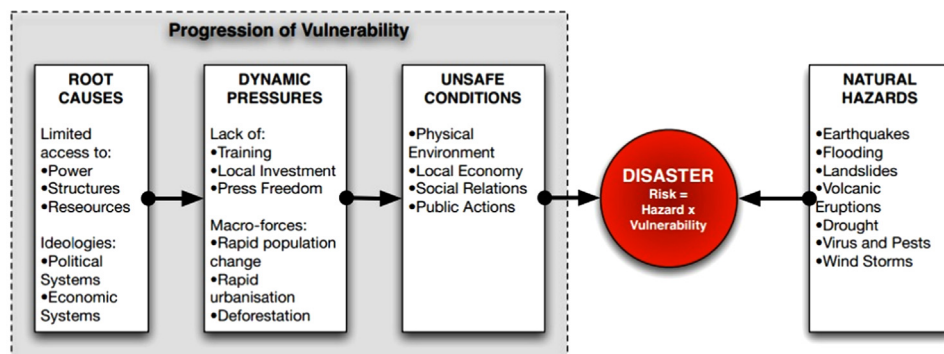 Progression of Vulnerability
ROOT
CAUSES
Limited
access to:
•Power
•Structures
•Reseources
Ideologies:
•Political
Systems
•Economic
Systems
DYNAMIC
PRESSURES
Lack of:
•Training
•Local Investment
•Press Freedom
Macro-forces:
•Rapid population
change
•Rapid
urbanisation
•Deforestation
UNSAFE
CONDITIONS
•Physical
Environment
•Local Economy
•Social Relations
•Public Actions
DISASTER
Risk =
Hazard x
Vulnerability
NATURAL
HAZARDS
•Earthquakes
•Flooding
•Landslides
•Volcanic
Eruptions
•Drought
•Virus and Pests
•Wind Storms